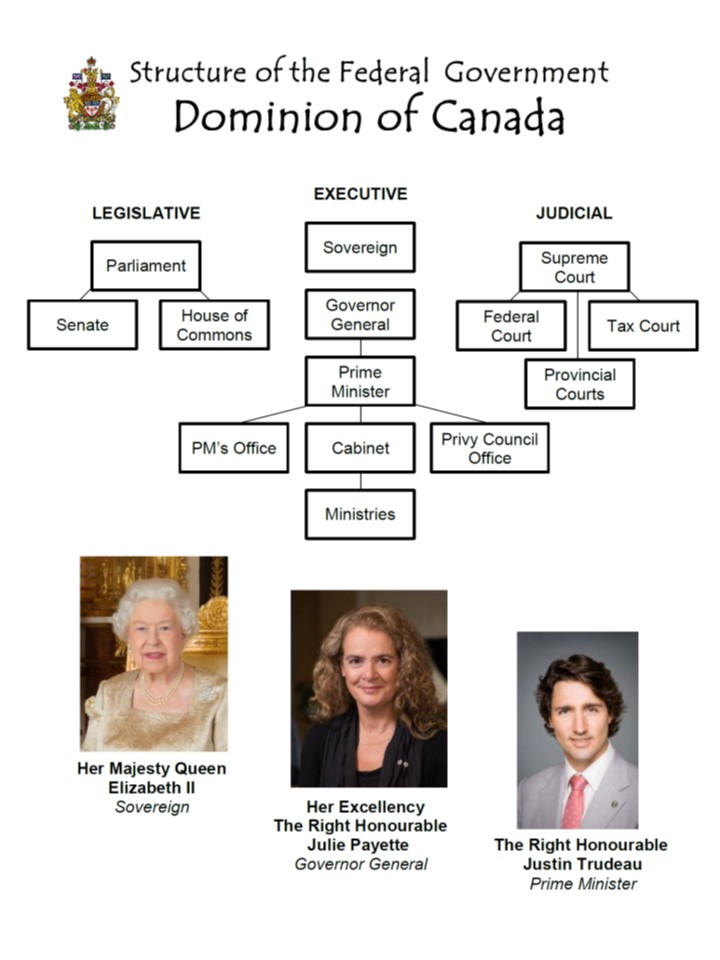 Structure of the Federal Government
Dominion of Canada
EXECUTIVE
LEGISLATIVE
JUDICIAL
Parliament
Senate
House of
Commons
Sovereign
Governor
General
Prime
Minister
PM's Office
Cabinet
Privy Council
Office
Ministries
Supreme
Court
Federal
Court
Tax Court
Provincial
Courts
Her Majesty Queen
Elizabeth II
Sovereign
Her Excellency
The Right Honourable
Julie Payette
Governor General
The Right Honourable
Justin Trudeau
Prime Minister